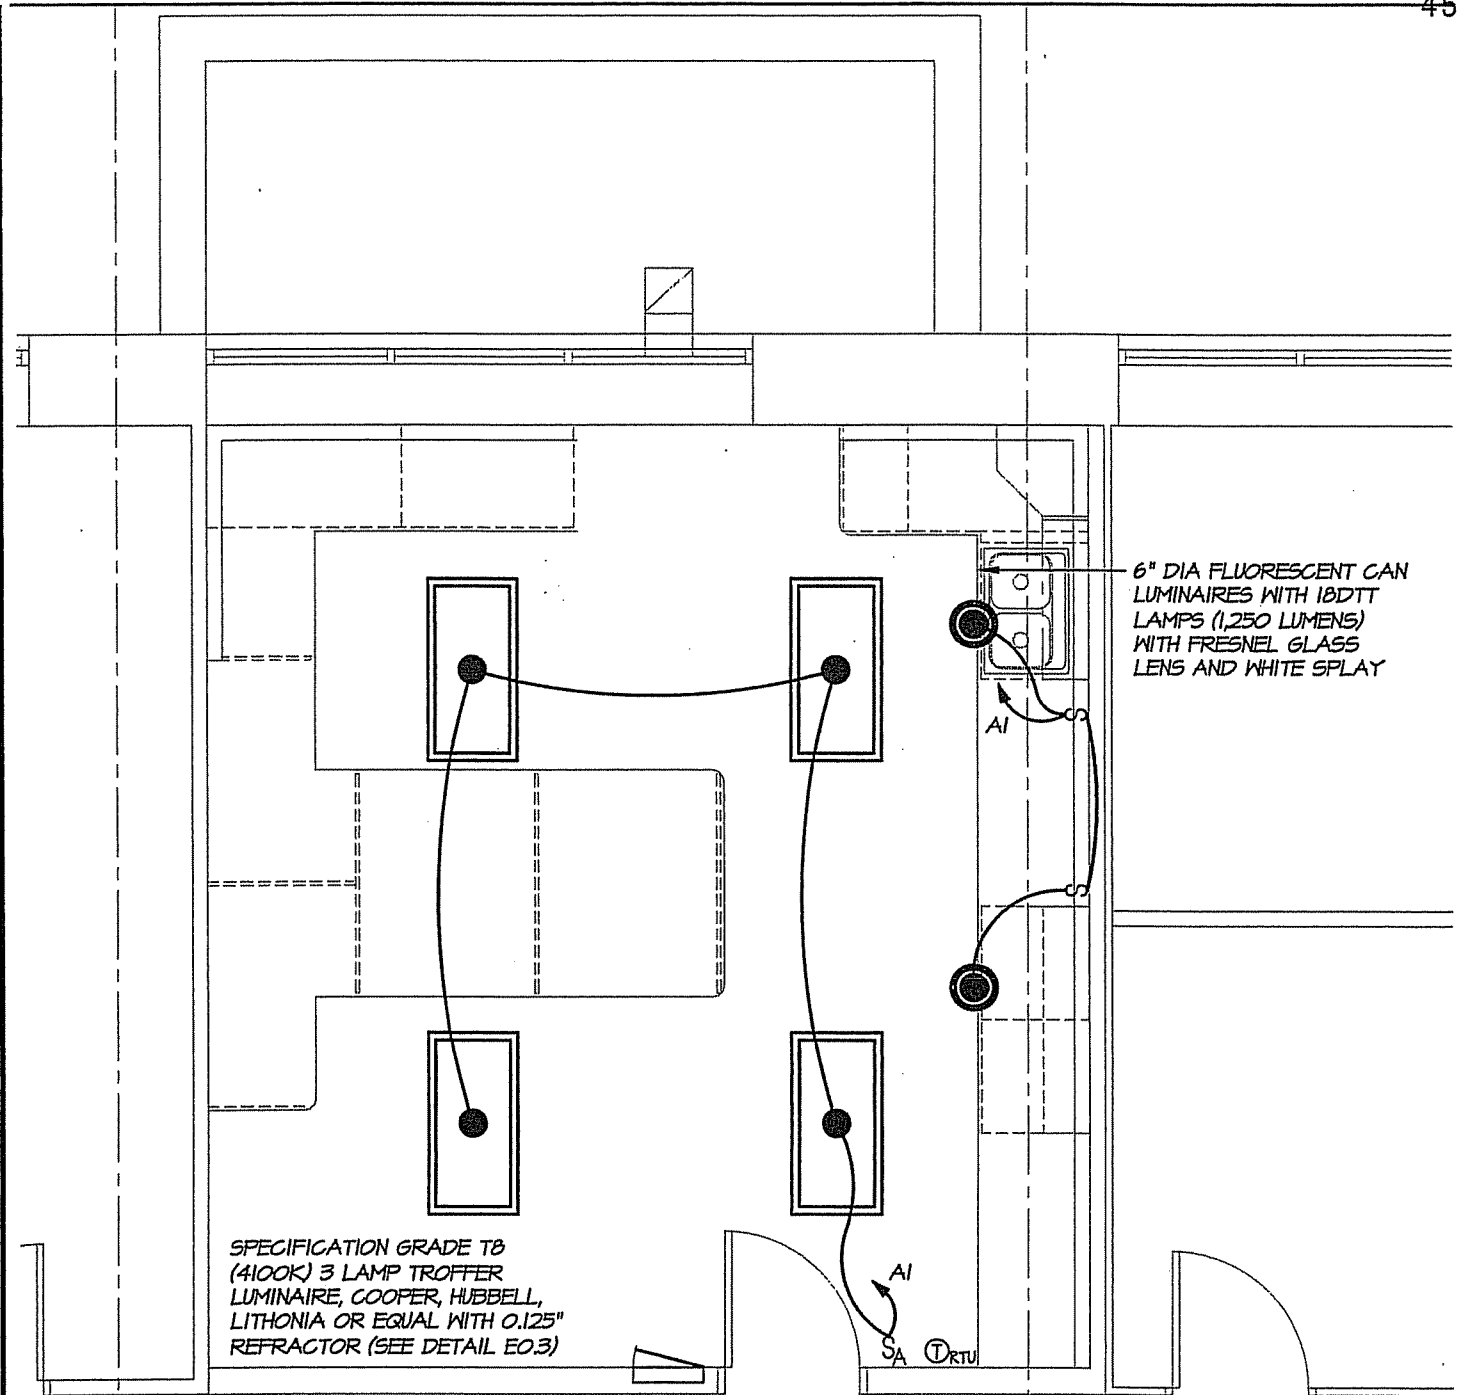 45
6" DIA FLUORESCENT CAN
LUMINAIRES WITH 18DTT
LAMPS (1,250 LUMENS)
WITH FRESNEL GLASS
LENS AND WHITE SPLAY
S
A1
S
SPECIFICATION GRADE T8
(4100K) 3 LAMP TROFFER
LUMINAIRE, COOPER, HUBBELL,
LITHONIA OR EQUAL WITH 0.125"
REFRACTOR (SEE DETAIL E0.3)
A1
SA
T RTU